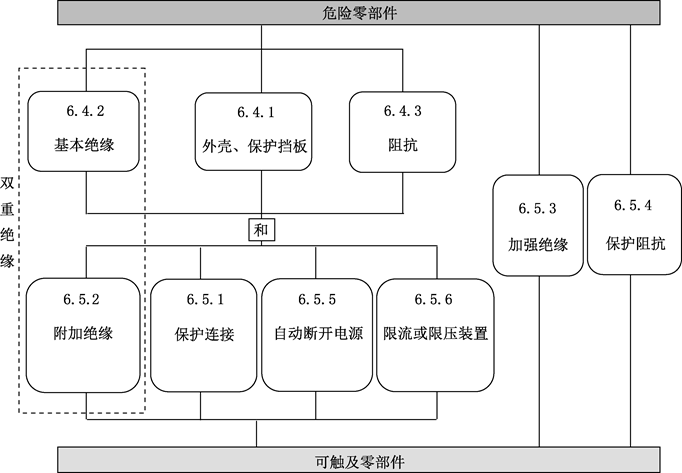 危险零部件
6.4.2
基本绝缘
6.4.1
外壳、保护挡板
6.4.3
阻抗
双重绝缘
6.5.3
加强绝缘
6.5.4
保护阻抗
和
6.5.2
附加绝缘
6.5.1
保护连接
6.5.5
自动断开电源
6.5.6
限流或限压装置
可触及零部件